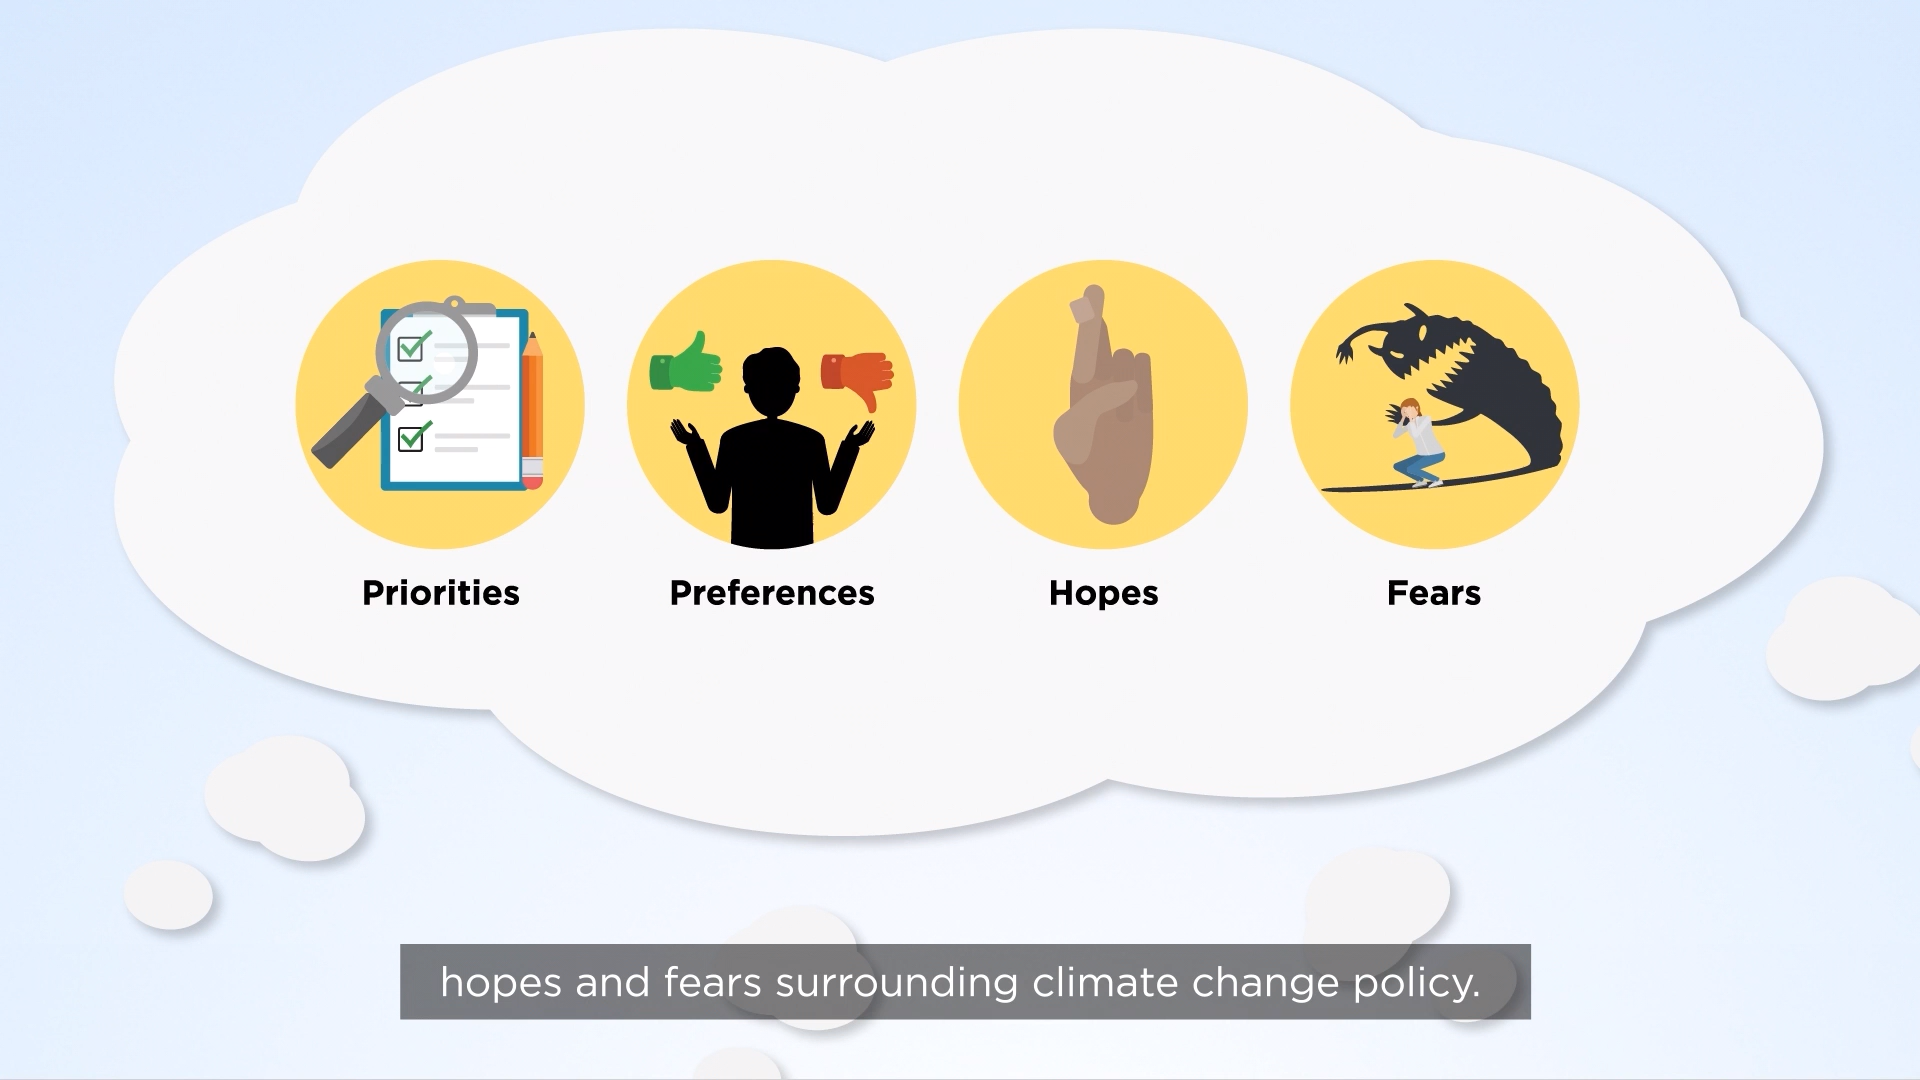 Priorities
Preferences
Hopes
Fears
hopes and fears surrounding climate change policy.